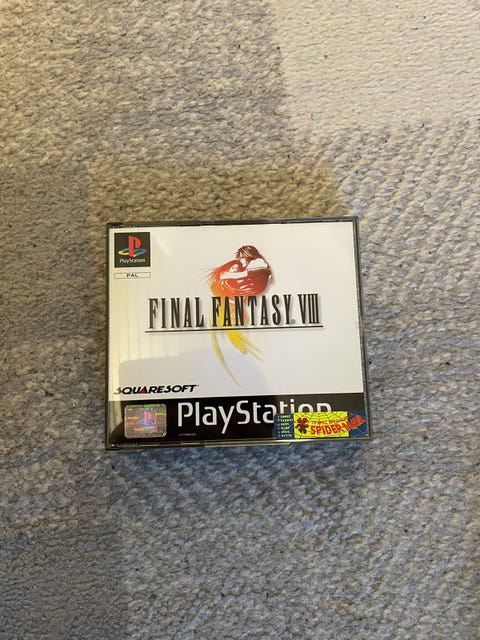 PlayStation
PAL
FINAL FANTASY VIII
SQUARESOFT
PlayStation
SPIDER-MAN